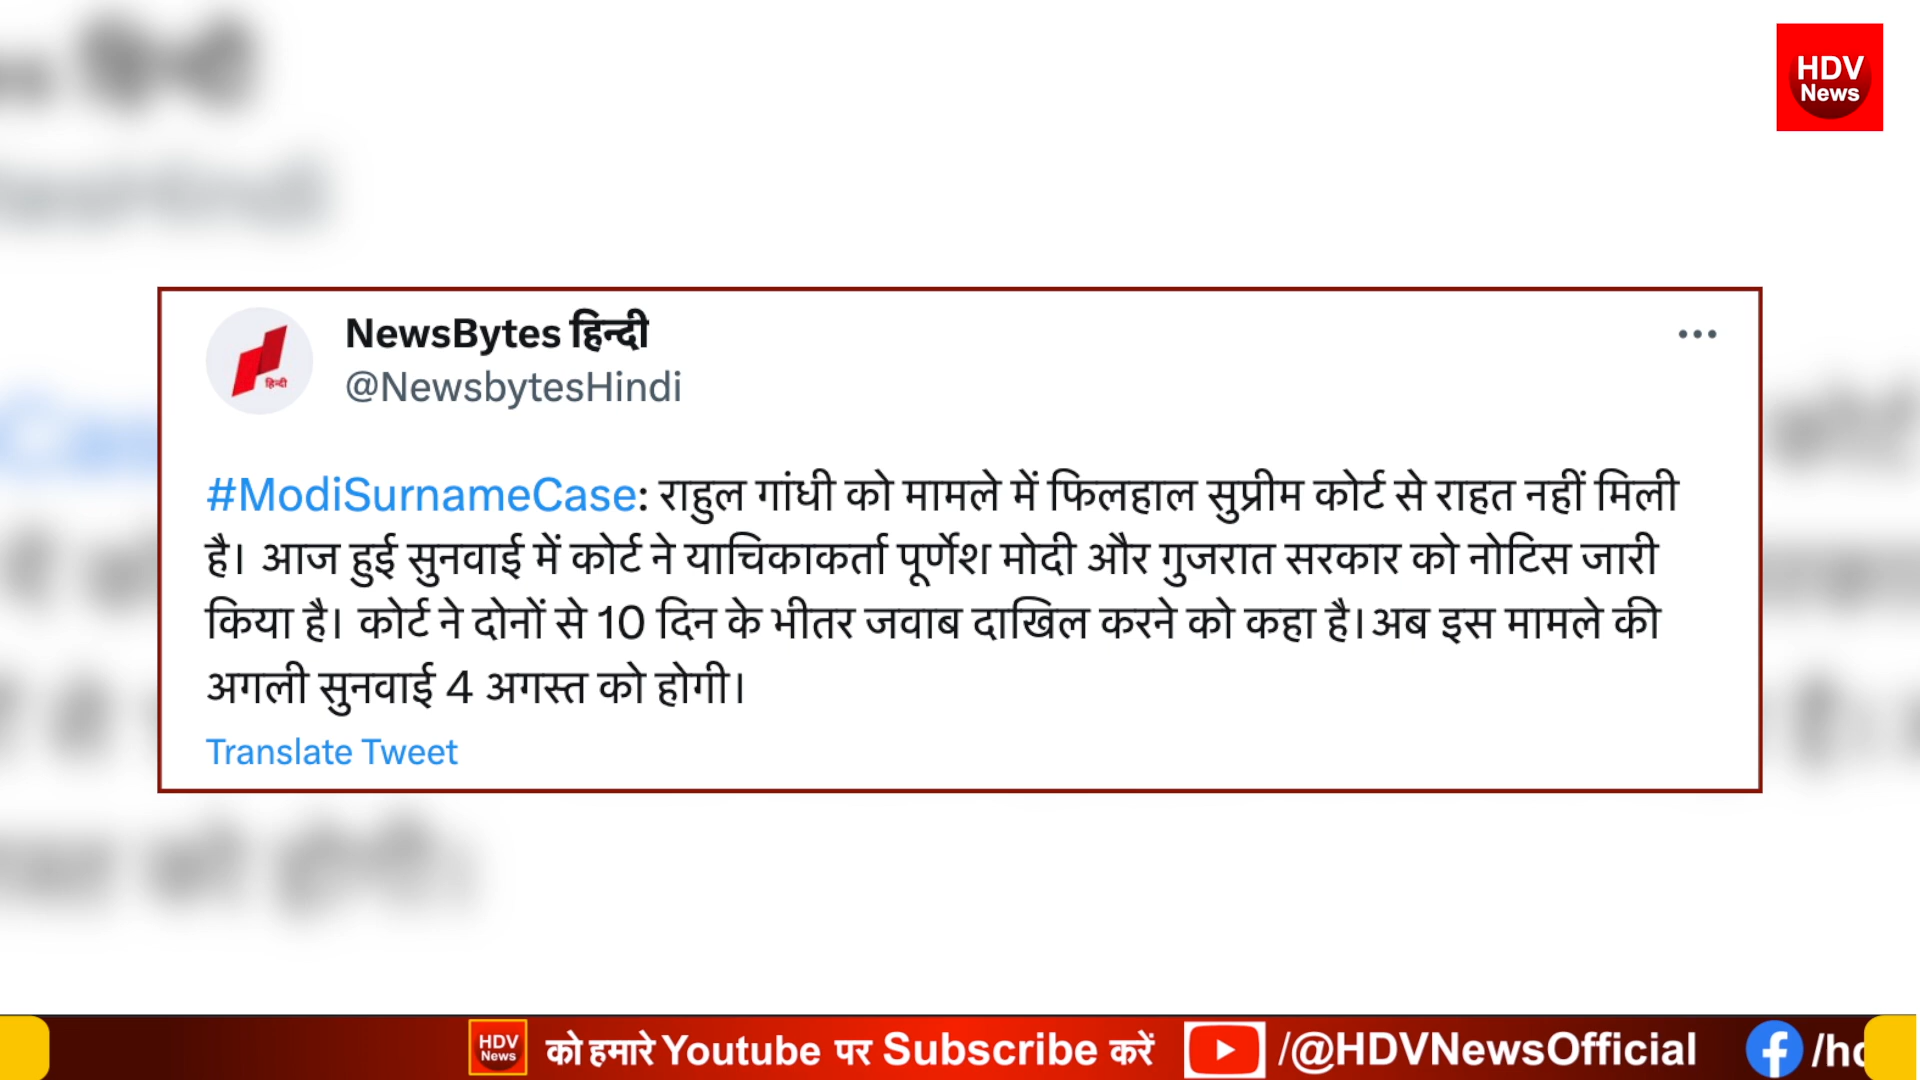 HDV
News
NewsBytes हिन्दी
हिन्दी
@NewsbytesHindi
#ModiSurnameCase: राहुल गांधी को मामले में फिलहाल सुप्रीम कोर्ट से राहत नहीं मिली
है। आज हुई सुनवाई में कोर्ट ने याचिकाकर्ता पूर्णेश मोदी और गुजरात सरकार को नोटिस जारी
किया है। कोर्ट ने दोनों से 10 दिन के भीतर जवाब दाखिल करने को कहा है।अब इस मामले की
अगली सुनवाई 4 अगस्त को होगी।
Translate Tweet
HDV
News
को हमारे Youtube पर Subscribe करें /@HDVNewsOfficial